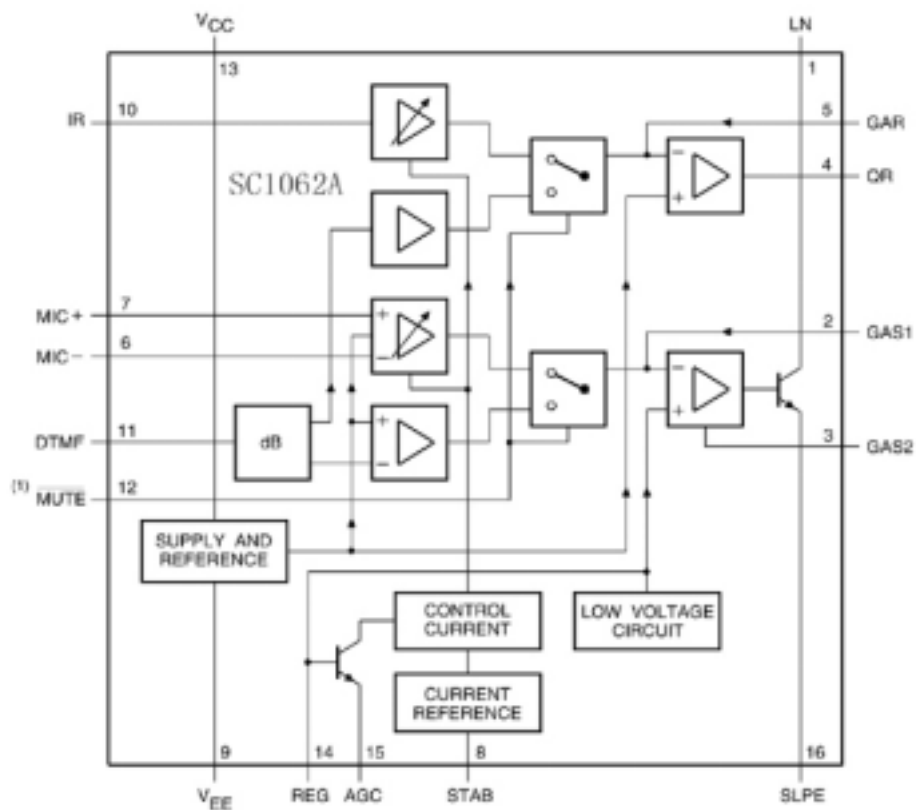 VCC LN
13 1
IR 10 5 GAR
4 QR
SC1062A
- +
7
MIC+ + 2 GAS1
MIC- 6 - -
+
DTMF 11 dB + 3 GAS2
-
(1) MUTE 12
SUPPLY AND
REFERENCE
CONTROL
CURRENT
LOW VOLTAGE
CIRCUIT
CURRENT
REFERENCE
9 14 15 8 16
VEE REG AGC STAB SLPE